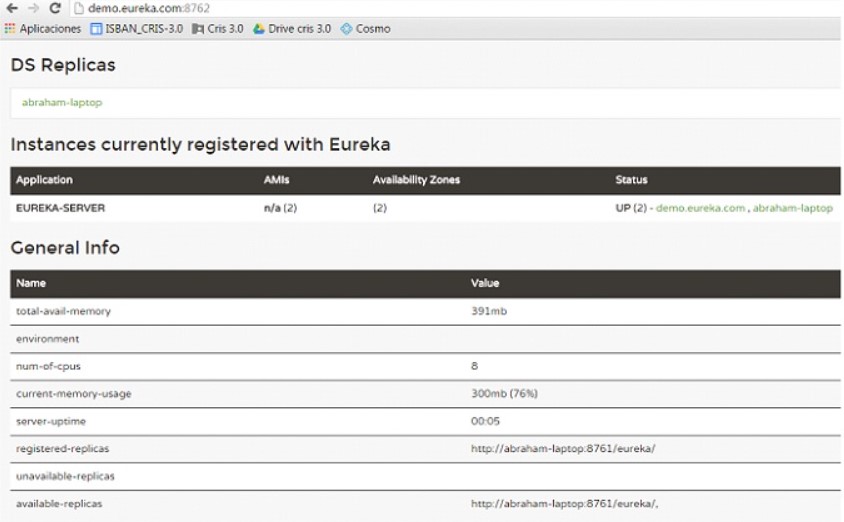 demo.eureka.com:8762
Aplicaciones ISBAN_CRIS-3.0 Cris 3.0 Drive cris 3.0 Cosmo
DS Replicas
abraham-laptop
Instances currently registered with Eureka
Application AMIs Availability Zones Status
EUREKA-SERVER n/a (2) (2) UP (2) - demo.eureka.com , abraham-laptop
General Info
Name Value
total-avail-memory 391mb
environment
num-of-cpus 8
current-memory-usage 300mb (76%)
server-uptime 00:05
registered-replicas http://abraham-laptop:8761/eureka/
unavailable-replicas
available-replicas http://abraham-laptop:8761/eureka/,